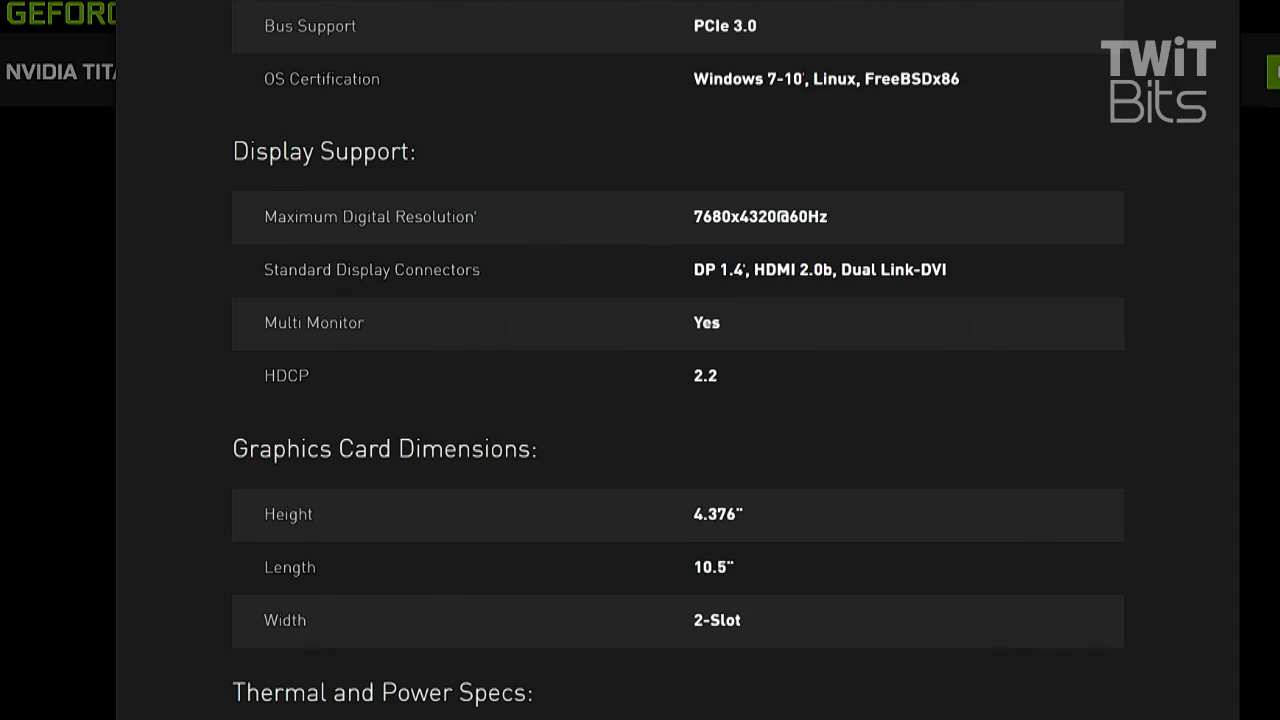 GEFORC
NVIDIA TITA
TWiT
Bits
Bus Support PCIe 3.0
OS Certification Windows 7-10*, Linux, FreeBSDx86
Display Support:
Maximum Digital Resolution* 7680x4320@60Hz
Standard Display Connectors DP 1.4*, HDMI 2.0b, Dual Link-DVI
Multi Monitor Yes
HDCP 2.2
Graphics Card Dimensions:
Height 4.376"
Length 10.5"
Width 2-Slot
Thermal and Power Specs: